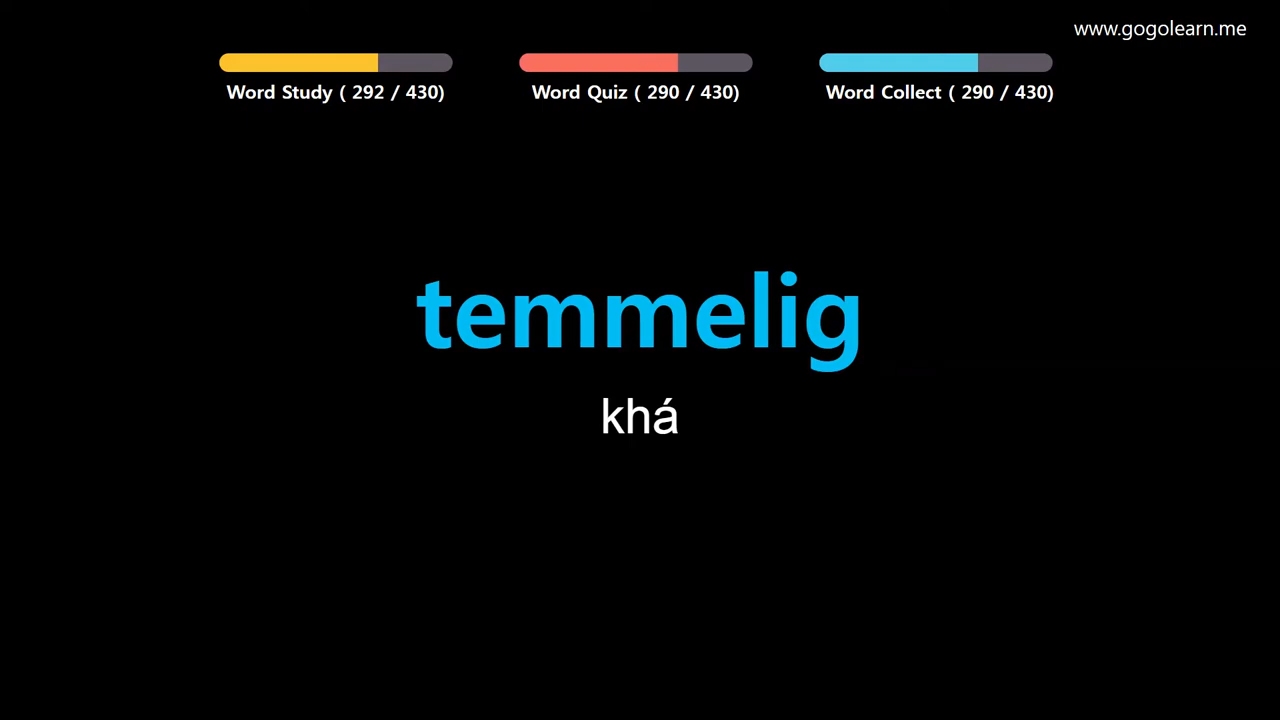 www.gogolearn.me
Word Study ( 292 / 430)
Word Quiz ( 290 / 430)
Word Collect ( 290 / 430)
temmelig
khá